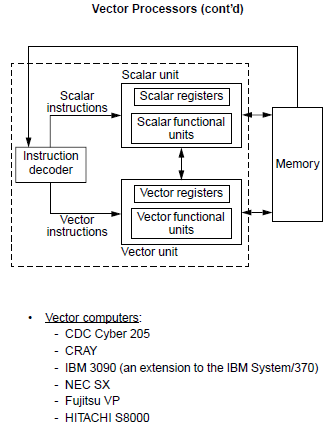 Vector Processors (cont'd)
Scalar unit
Scalar
instructions
Scalar registers
Scalar functional
units
Instruction
decoder
Memory
Vector registers
Vector functional
units
Vector
instructions
Vector unit
• Vector computers:
- CDC Cyber 205
- CRAY
- IBM 3090 (an extension to the IBM System/370)
- NEC SX
- Fujitsu VP
- HITACHI S8000